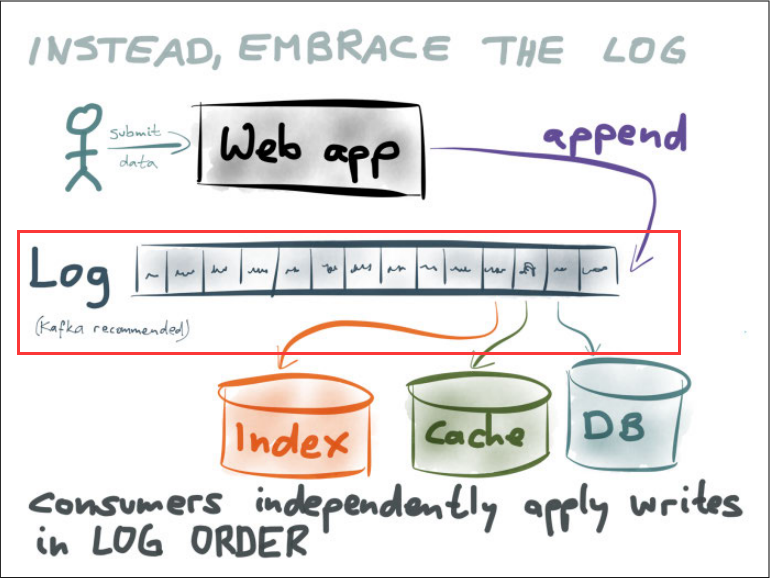 INSTEAD, EMBRACE THE LOG
submit
data
Web app
append
Log
(Kafka recommended)
Index
Cache
DB
consumers independently apply writes
in LOG ORDER